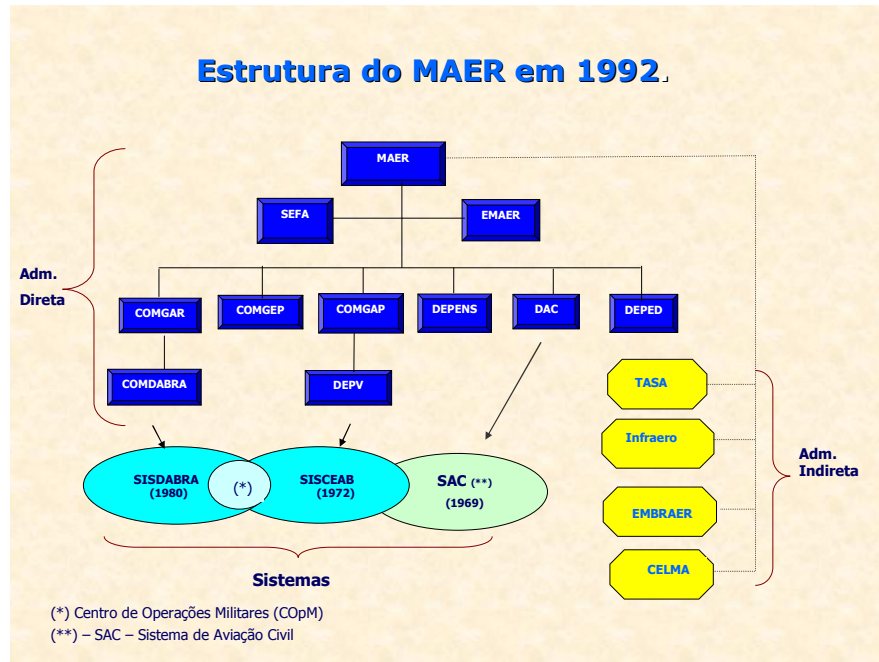 Estrutura do MAER em 1992.
MAER
SEFA
EMAER
Adm.
Direta
COMGAR
COMGEP
COMGAP
DEPENS
DAC
DEPED
COMDABRA
DEPV
TASA
Infraero
EMBRAER
CELMA
Adm.
Indireta
SISDABRA
(1980)
(*)
SISCEAB
(1972)
SAC (**)
(1969)
Sistemas
(*) Centro de Operações Militares (COpM)
(**) – SAC – Sistema de Aviação Civil